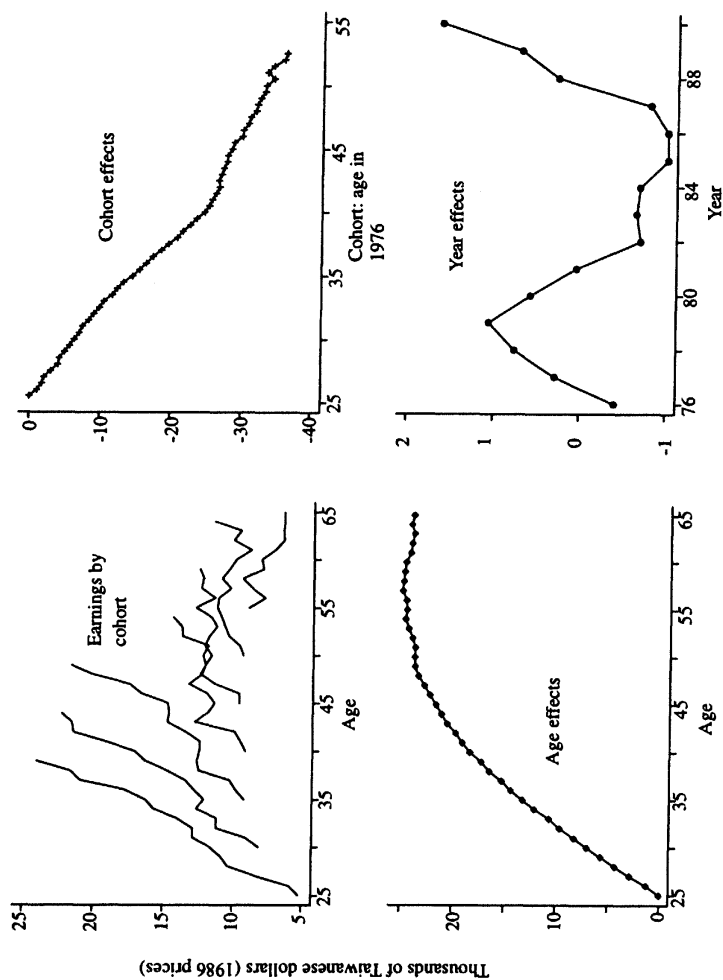 Thousands of Taiwanese dollars (1986 prices)
Earnings by
cohort
25
20
15
10
5
25 35 45 55 65
Age
Cohort effects
0
-10
-20
-30
-40
25 35 45 55
Cohort: age in
1976
Age effects
20
10
0
25 35 45 55 65
Age
Year effects
2
1
0
-1
76 80 84 88
Year